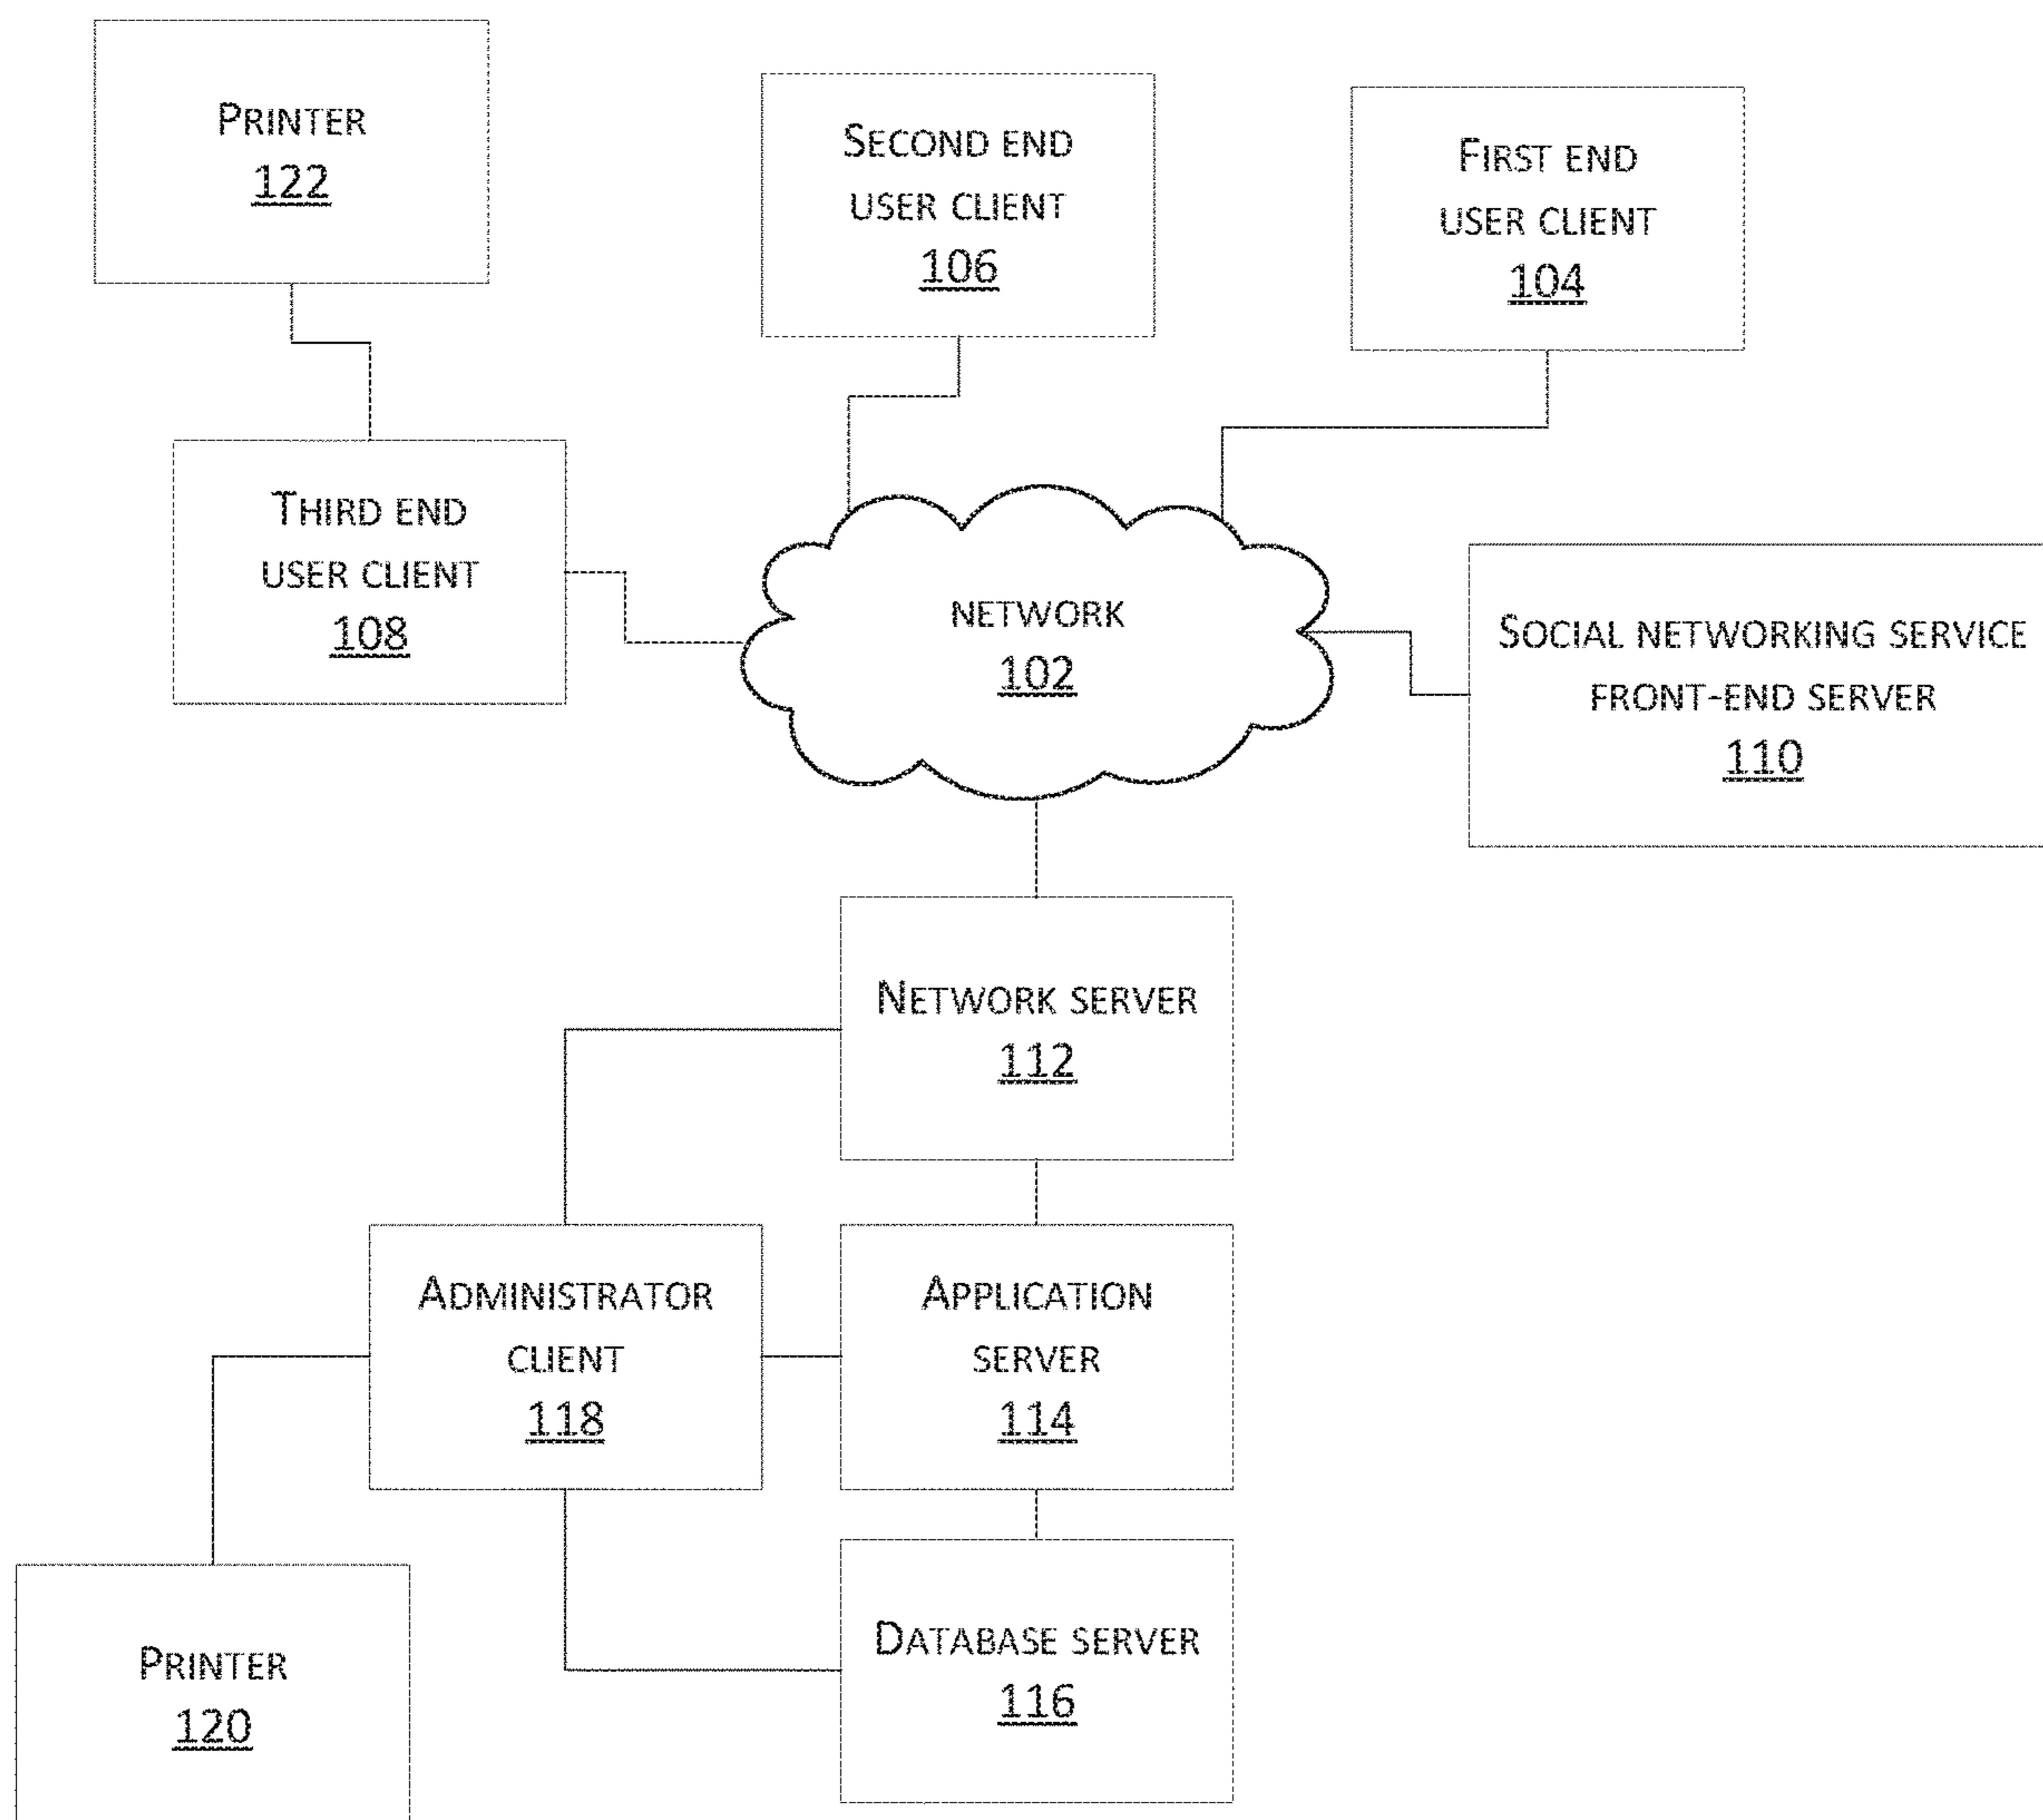 PRINTER
122
SECOND END
USER CLIENT
106
FIRST END
USER CLIENT
104
THIRD END
USER CLIENT
108
NETWORK
102
SOCIAL NETWORKING SERVICE
FRONT-END SERVER
110
NETWORK SERVER
112
ADMINISTRATOR
CLIENT
118
APPLICATION
SERVER
114
PRINTER
120
DATABASE SERVER
116